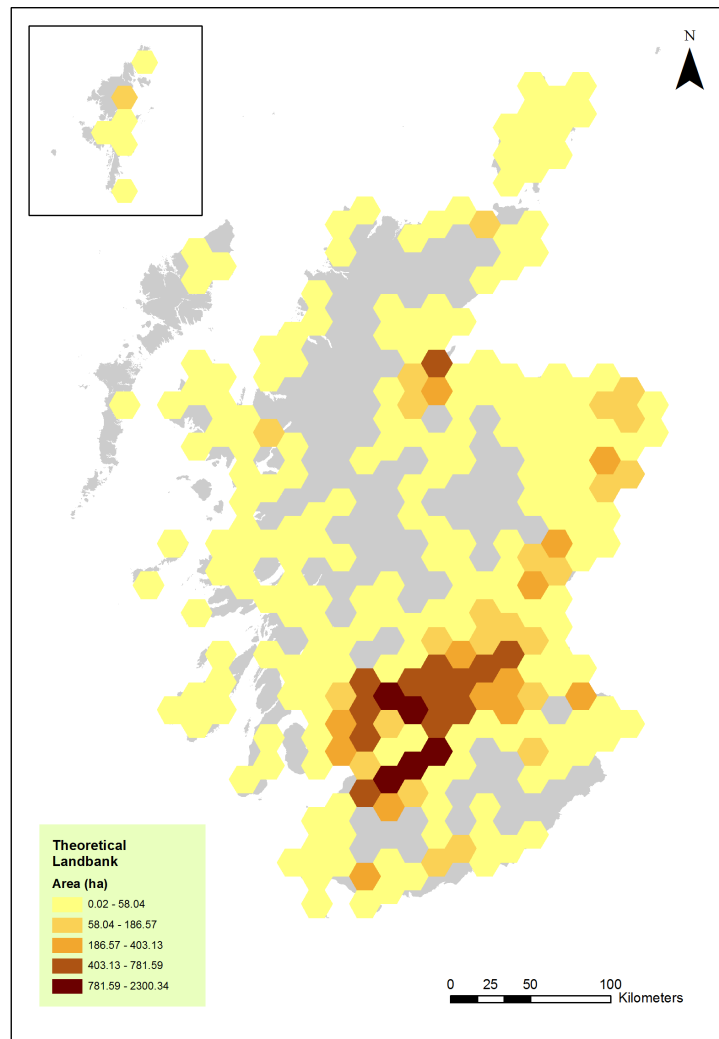 N
Theoretical
Landbank
Area (ha)
0.02 - 58.04
58.04 - 186.57
186.57 - 403.13
403.13 - 781.59
781.59 - 2300.34
0 25 50 100
Kilometers